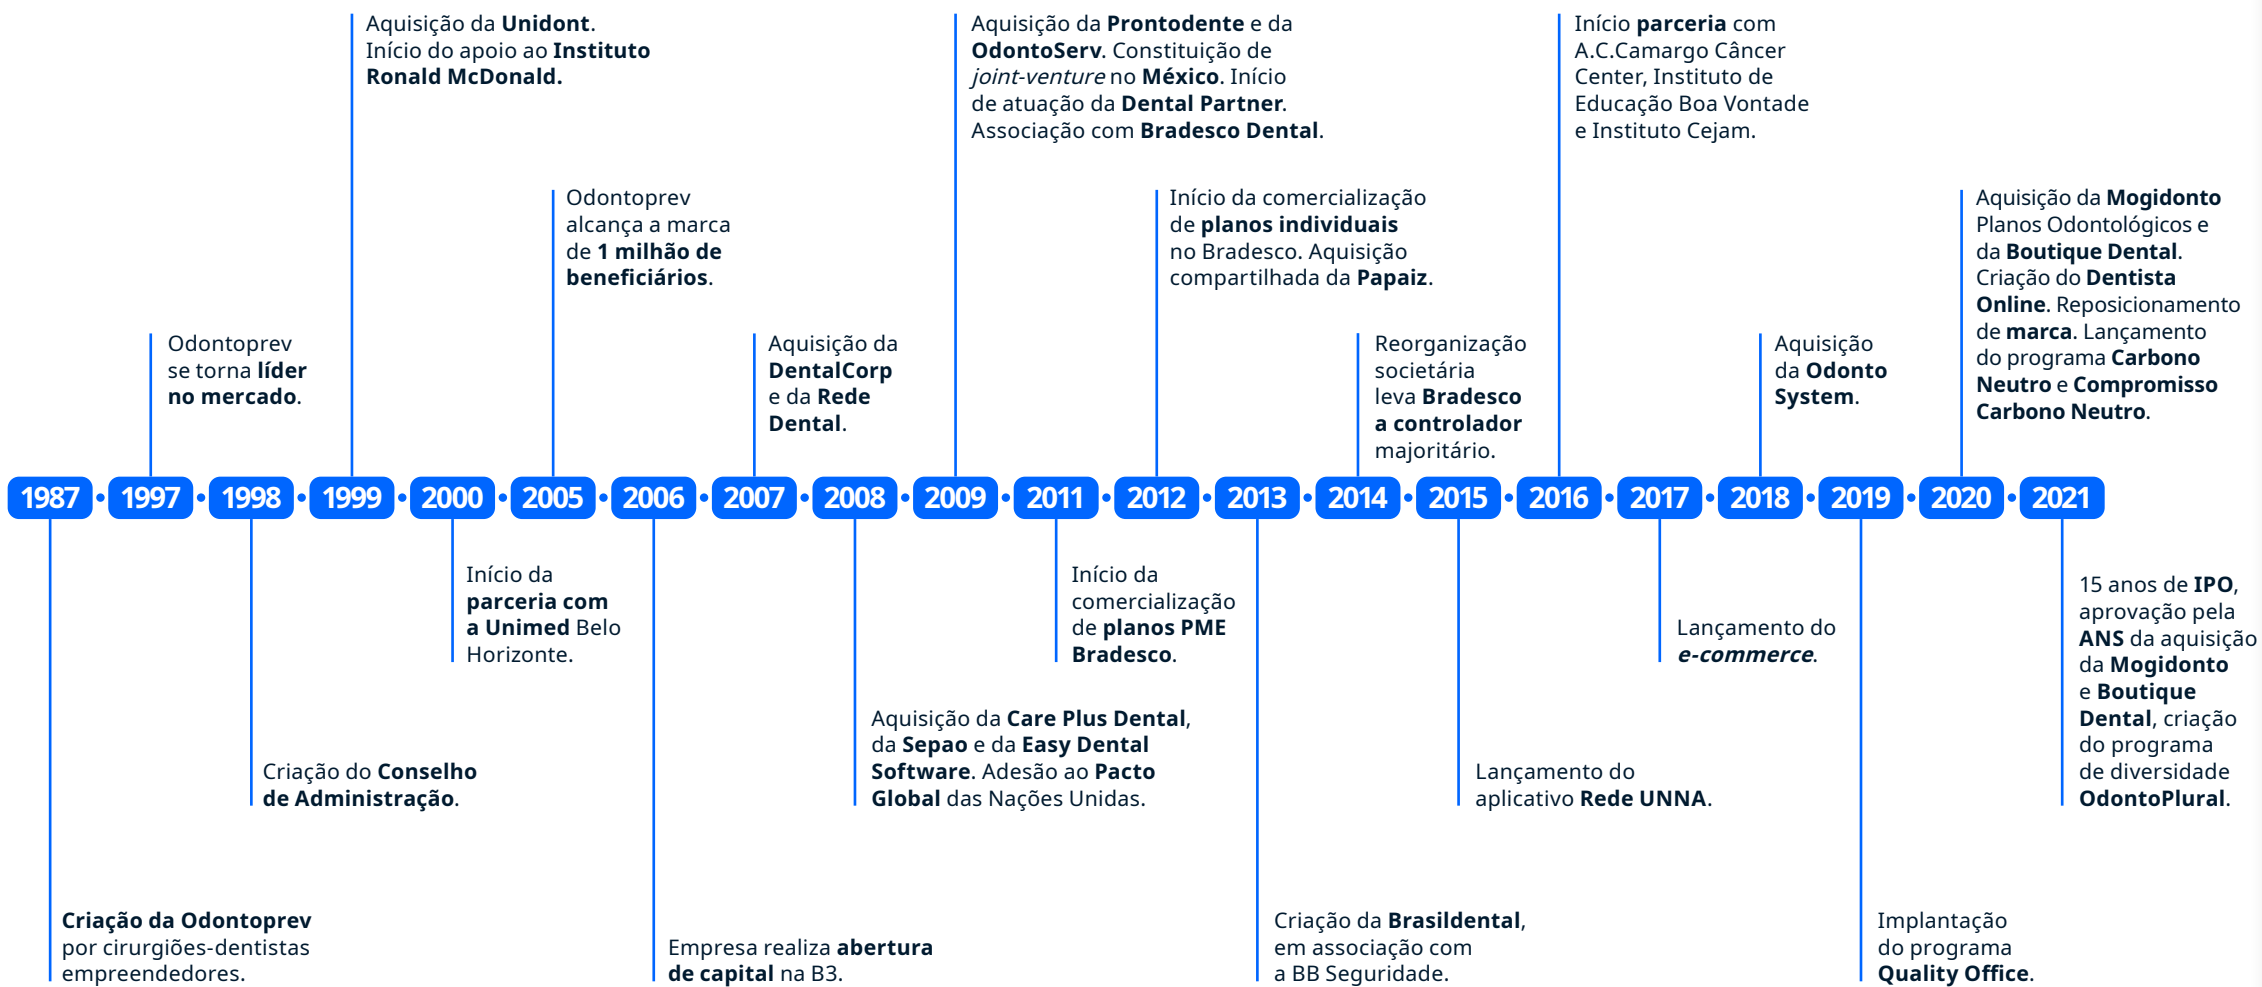 Aquisição da Unidont.
Início do apoio ao Instituto
Ronald McDonald.
Aquisição da Prontodente e da
OdontoServ. Constituição de
joint-venture no México. Início
de atuação da Dental Partner.
Associação com Bradesco Dental.
Início parceria com
A.C.Camargo Câncer
Center, Instituto de
Educação Boa Vontade
e Instituto Cejam.
Odontoprev
alcança a marca
de 1 milhão de
beneficiários.
Início da comercialização
de planos individuais
no Bradesco. Aquisição
compartilhada da Papaiz.
Aquisição da Mogidonto
Planos Odontológicos e
da Boutique Dental.
Criação do Dentista
Online. Reposicionamento
de marca. Lançamento
do programa Carbono
Neutro e Compromisso
Carbono Neutro.
Odontoprev
se torna líder
no mercado.
Aquisição da
DentalCorp
e da Rede
Dental.
Reorganização
societária
leva Bradesco
a controlador
majoritário.
Aquisição
da Odonto
System.
1987 • 1997 • 1998 • 1999 • 2000 • 2005 • 2006 • 2007 • 2008 • 2009 • 2011 • 2012 • 2013 • 2014 • 2015 • 2016 • 2017 • 2018 • 2019 • 2020 • 2021
Início da
parceria com
a Unimed Belo
Horizonte.
Início da
comercialização
de planos PME
Bradesco.
Lançamento do
e-commerce.
15 anos de IPO,
aprovação pela
ANS da aquisição
da Mogidonto
e Boutique
Dental, criação
do programa
de diversidade
OdontoPlural.
Criação do Conselho
de Administração.
Aquisição da Care Plus Dental,
da Sepao e da Easy Dental
Software. Adesão ao Pacto
Global das Nações Unidas.
Lançamento do
aplicativo Rede UNNA.
Criação da Odontoprev
por cirurgiões-dentistas
empreendedores.
Empresa realiza abertura
de capital na B3.
Criação da Brasildental,
em associação com
a BB Seguridade.
Implantação
do programa
Quality Office.